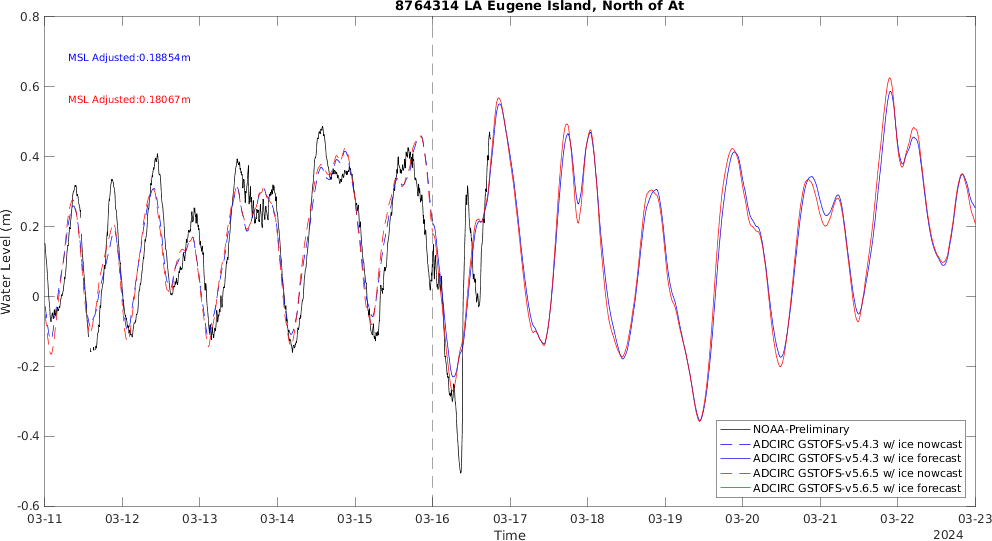 8764314 LA Eugene Island, North of At
MSL Adjusted:0.18854m
MSL Adjusted:0.18067m
Water Level (m)
0.8
0.6
0.4
0.2
0
-0.2
-0.4
-0.6
NOAA-Preliminary
ADCIRC GSTOFS-v5.4.3 w/ ice nowcast
ADCIRC GSTOFS-v5.4.3 w/ ice forecast
ADCIRC GSTOFS-v5.6.5 w/ ice nowcast
ADCIRC GSTOFS-v5.6.5 w/ ice forecast
03-11 03-12 03-13 03-14 03-15 03-16 03-17 03-18 03-19 03-20 03-21 03-22 03-23
Time
2024